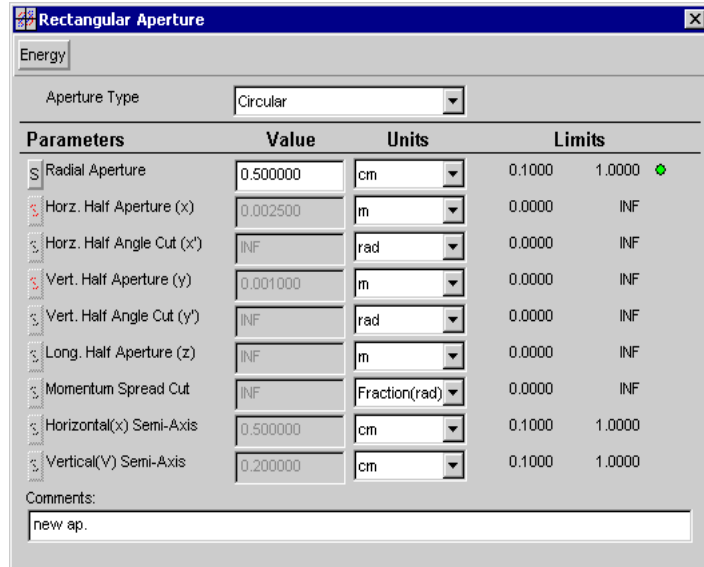 Rectangular Aperture
Energy
Aperture Type Circular
Parameters Value Units Limits
S Radial Aperture 0.500000 cm 0.1000 1.0000
S Horz. Half Aperture (x) 0.002500 m 0.0000 INF
S Horz. Half Angle Cut (x') INF rad 0.0000 INF
S Vert. Half Aperture (y) 0.001000 m 0.0000 INF
S Vert. Half Angle Cut (y') INF rad 0.0000 INF
S Long. Half Aperture (z) INF m 0.0000 INF
S Momentum Spread Cut INF Fraction(rad) 0.0000 INF
S Horizontal(x) Semi-Axis 0.500000 cm 0.1000 1.0000
S Vertical(V) Semi-Axis 0.200000 cm 0.1000 1.0000
Comments:
new ap.